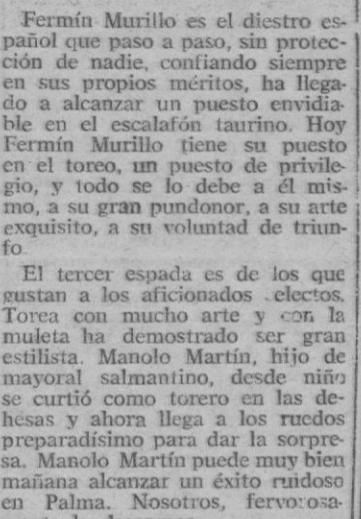 Fermín Murillo es el diestro es-
pañol que paso a paso, sin protec-
ción de nadie, confiando siempre
en sus propios méritos, ha llega-
do a alcanzar un puesto envidia-
ble en el escalafón taurino. Hoy
Fermín Murillo tiene su puesto
en el toreo, un puesto de privile-
gio, y todo se lo debe a él mis-
mo, a su gran pundonor, a su arte
exquisito, a su voluntad de triun-
fo
El tercer espada es de los que
gustan a los aficionados electos.
Torea con mucho arte y con la
muleta ha demostrado ser gran
estilista. Manolo Martín, hijo de
mayoral salmantino, desde niño
se curtió como torero en las de-
hesas y ahora llega a los ruedos
preparadísimo para dar la sorpre-
sa. Manolo Martín puede muy bien
mañana alcanzar un éxito ruidoso
en Palma. Nosotros, fervorosa-